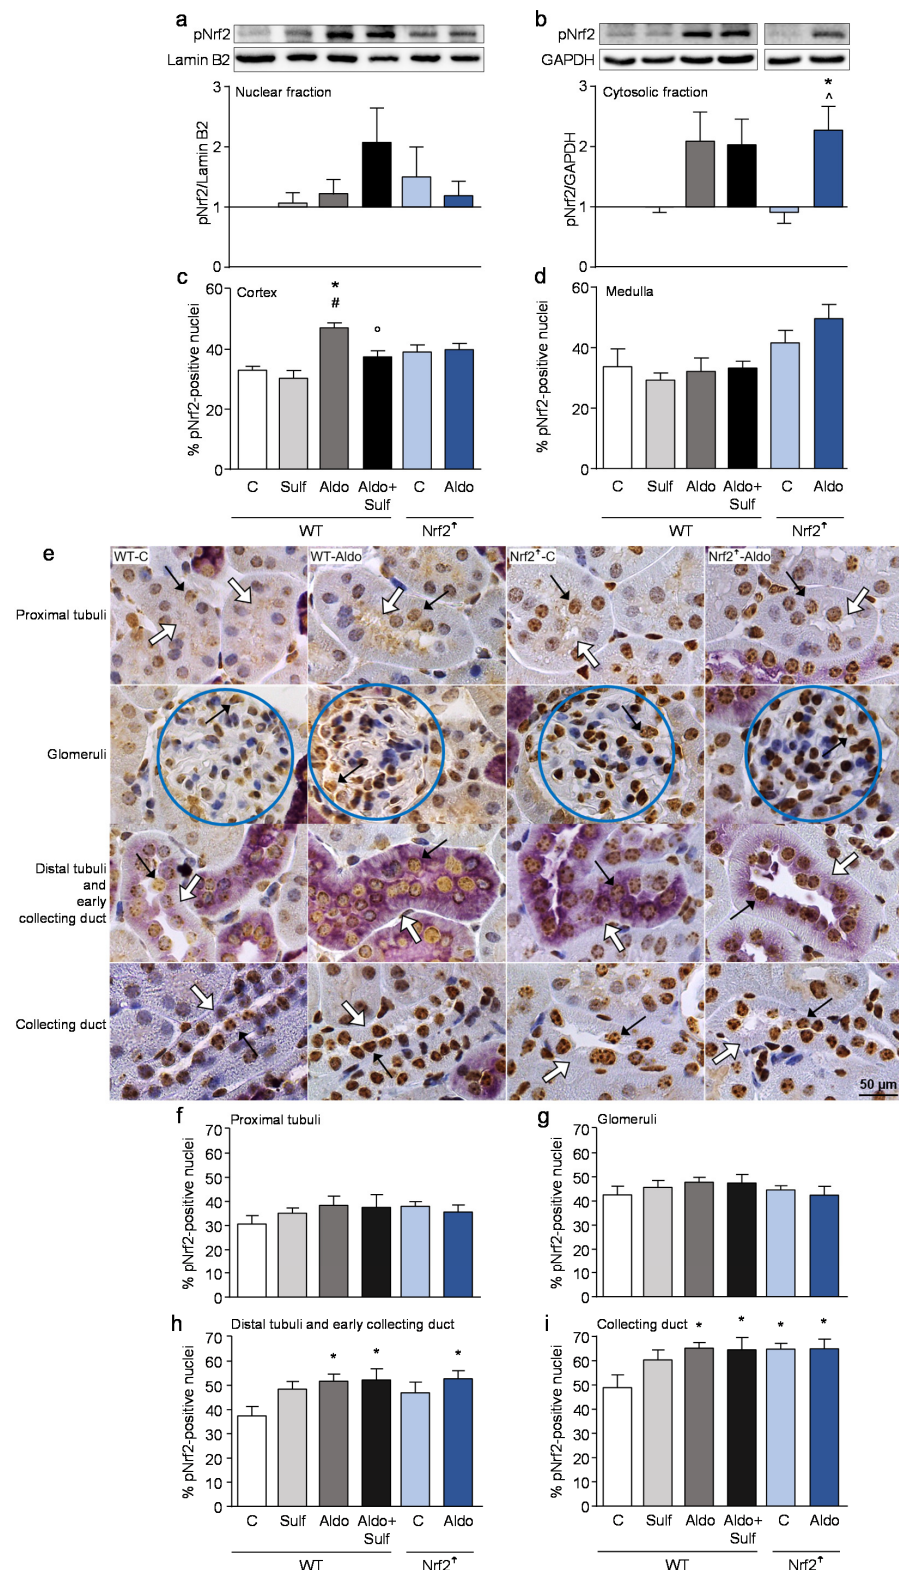 a
pNrf2
Lamin B2
Nuclear fraction
pNrf2/Lamin B2
3
2
1
0
b
pNrf2
GAPDH
Cytosolic fraction
pNrf2/GAPDH
3
2
1
0
*
^
c
Cortex
% pNrf2-positive nuclei
60
40
20
0
*
#
°
C Sulf Aldo Aldo+ C Aldo
Sulf
WT Nrf2↑
d
Medulla
% pNrf2-positive nuclei
60
40
20
0
C Sulf Aldo Aldo+ C Aldo
Sulf
WT Nrf2↑
e
WT-C WT-Aldo Nrf2↑-C Nrf2↑-Aldo
Proximal tubuli
Glomeruli
Distal tubuli
and
early
collecting duct
Collecting duct
50 µm
f
Proximal tubuli
% pNrf2-positive nuclei
70
60
50
40
30
20
10
0
g
Glomeruli
% pNrf2-positive nuclei
70
60
50
40
30
20
10
0
h
Distal tubuli and early collecting duct
% pNrf2-positive nuclei
70
60
50
40
30
20
10
0
* * *
C Sulf Aldo Aldo+ C Aldo
Sulf
WT Nrf2↑
i
Collecting duct
% pNrf2-positive nuclei
70
60
50
40
30
20
10
0
* * * *
C Sulf Aldo Aldo+ C Aldo
Sulf
WT Nrf2↑